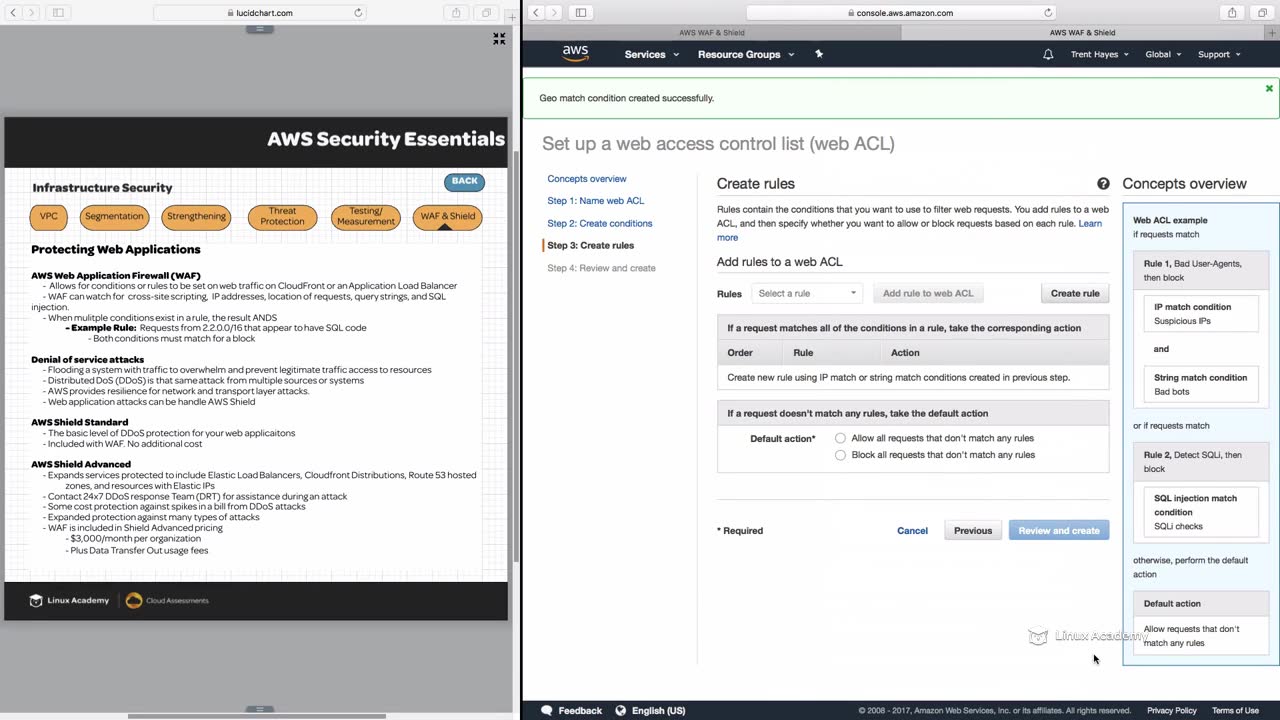 lucidchart.com
AWS Security Essentials
Infrastructure Security
BACK
VPC
Segmentation
Strengthening
Threat
Protection
Testing/
Measurement
WAF & Shield
Protecting Web Applications
AWS Web Application Firewall (WAF)
- Allows for conditions or rules to be set on web traffic on CloudFront or an Application Load Balancer
- WAF can watch for cross-site scripting, IP addresses, location of requests, query strings, and SQL
injection.
- When mulitple conditions exist in a rule, the result ANDS
- Example Rule: Requests from 2.2.0.0/16 that appear to have SQL code
- Both conditions must match for a block
Denial of service attacks
- Flooding a system with traffic to overwhelm and prevent legitimate traffic access to resources
- Distributed DoS (DDoS) is that same attack from multiple sources or systems
- AWS provides resilience for network and transport layer attacks.
- Web application attacks can be handle AWS Shield
AWS Shield Standard
- The basic level of DDoS protection for your web applicaitons
- Included with WAF. No additional cost
AWS Shield Advanced
- Expands services protected to include Elastic Load Balancers, Cloudfront Distributions, Route 53 hosted
zones, and resources with Elastic IPs
- Contact 24x7 DDoS response Team (DRT) for assistance during an attack
- Some cost protection against spikes in a bill from DDoS attacks
- Expanded protection against many types of attacks
- WAF is included in Shield Advanced pricing
- $3,000/month per organization
- Plus Data Transfer Out usage fees
Linux Academy
Cloud Assessments
console.aws.amazon.com
AWS WAF & Shield
AWS WAF & Shield
aws
Services
Resource Groups
Trent Hayes
Global
Support
Geo match condition created successfully.
Set up a web access control list (web ACL)
Concepts overview
Step 1: Name web ACL
Step 2: Create conditions
Step 3: Create rules
Step 4: Review and create
Create rules
Rules contain the conditions that you want to use to filter web requests. You add rules to a web
ACL, and then specify whether you want to allow or block requests based on each rule. Learn
more
Add rules to a web ACL
Rules
Select a rule
Add rule to web ACL
Create rule
If a request matches all of the conditions in a rule, take the corresponding action
Order
Rule
Action
Create new rule using IP match or string match conditions created in previous step.
If a request doesn't match any rules, take the default action
Default action*
Allow all requests that don't match any rules
Block all requests that don't match any rules
* Required
Cancel
Previous
Review and create
Concepts overview
Web ACL example
if requests match
Rule 1, Bad User-Agents,
then block
IP match condition
Suspicious IPs
and
String match condition
Bad bots
or if requests match
Rule 2, Detect SQLi, then
block
SQL injection match
condition
SQLi checks
otherwise, perform the default
action
Default action
Allow requests that don't
match any rules
Linux Academy
Feedback
English (US)
© 2008 - 2017, Amazon Web Services, Inc. or its affiliates. All rights reserved.
Privacy Policy
Terms of Use